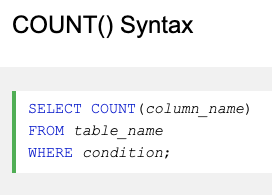 COUNT() Syntax
SELECT COUNT(column_name)
FROM table_name
WHERE condition;